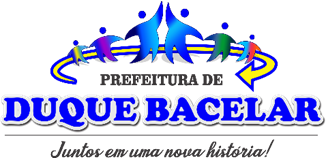 PREFEITURA DE
DUQUE BACELAR
Juntos em uma nova história!